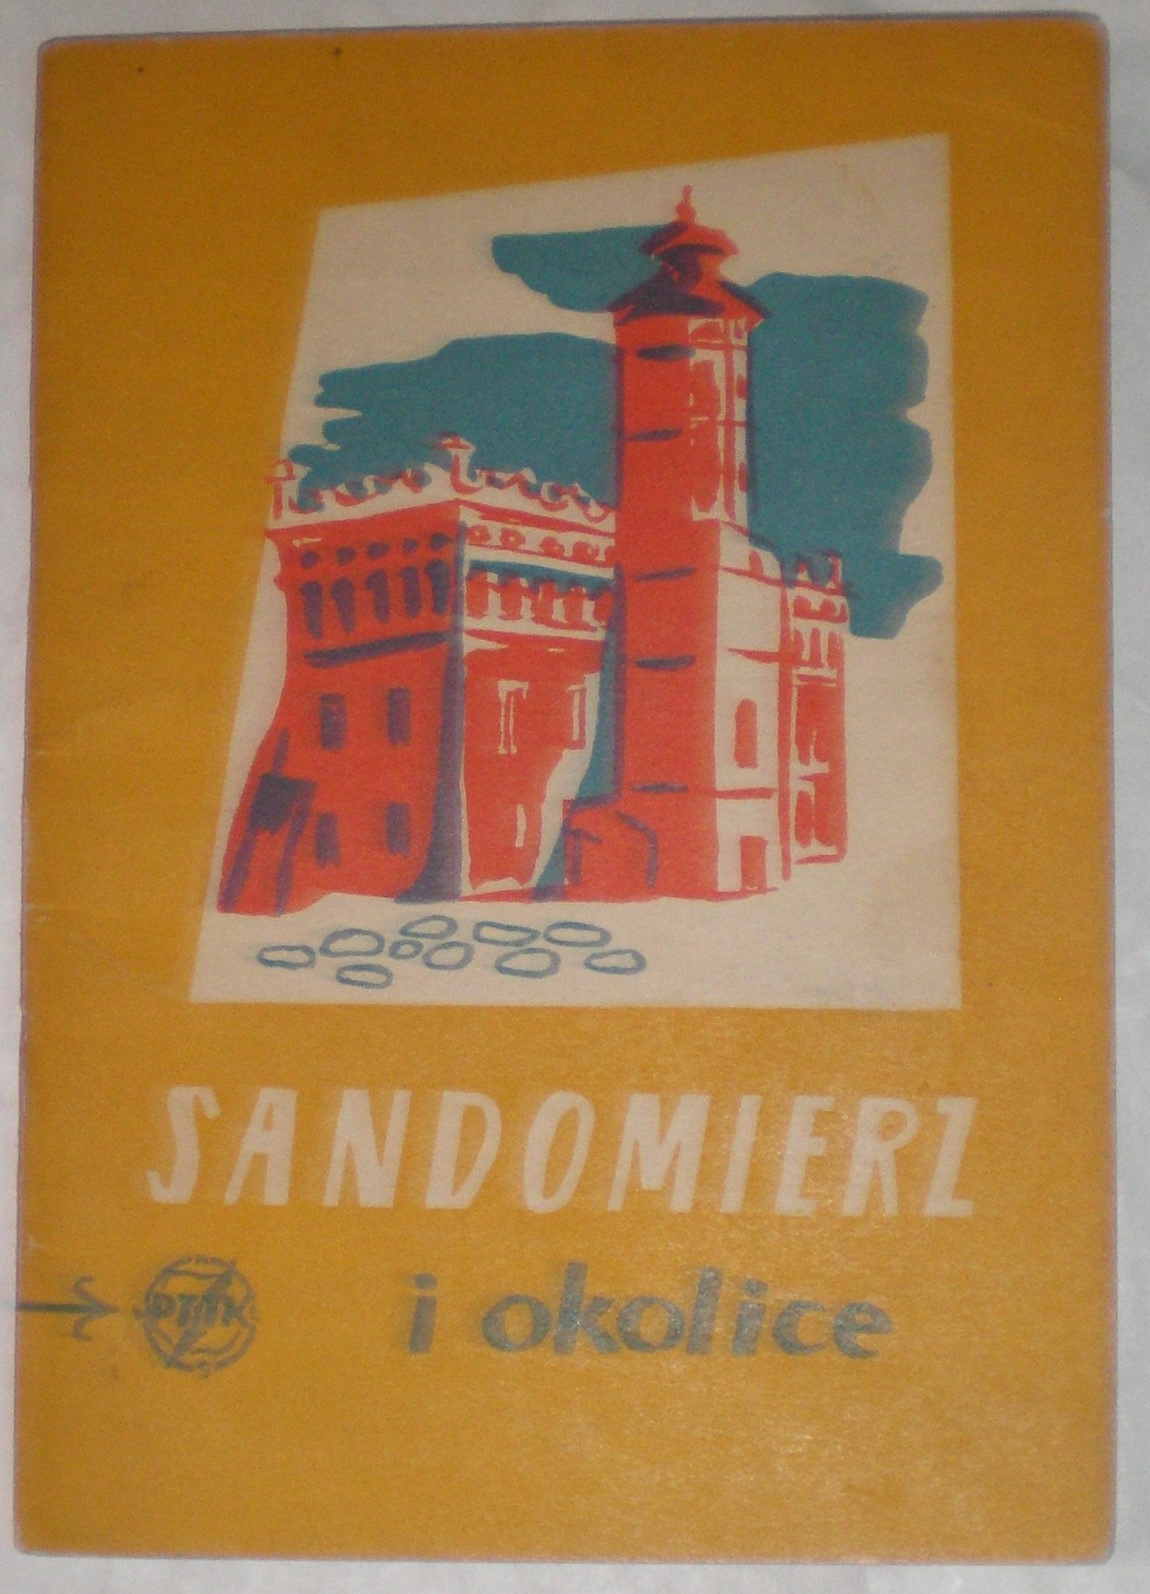 SANDOMIERZ
PTTK
i okolice